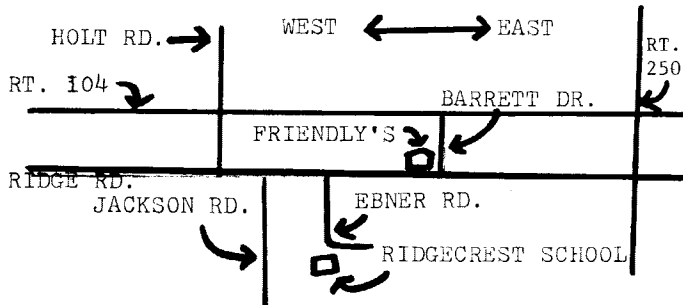 WEST EAST
HOLT RD.
RT. 250
RT. 104
BARRETT DR.
FRIENDLY'S
RIDGE RD.
JACKSON RD.
EBNER RD.
RIDGECREST SCHOOL